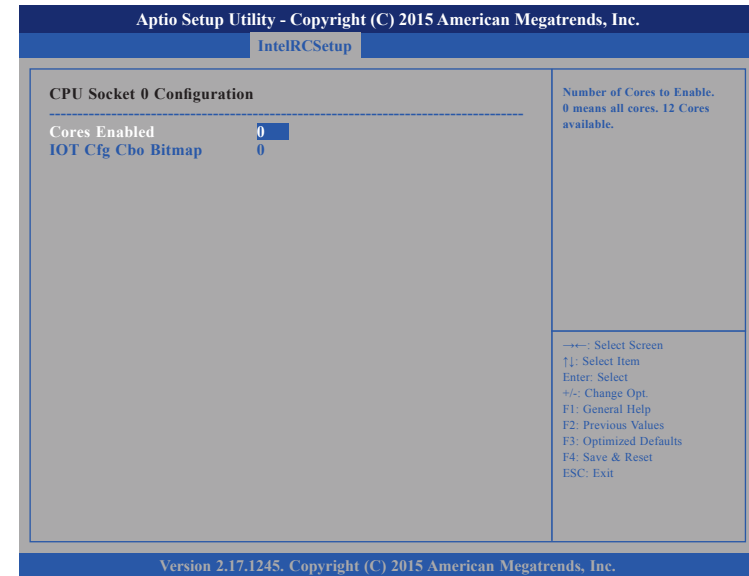 Aptio Setup Utility - Copyright (C) 2015 American Megatrends, Inc.
IntelRCSetup
CPU Socket 0 Configuration
Cores Enabled 0
IOT Cfg Cbo Bitmap 0
Number of Cores to Enable.
0 means all cores. 12 Cores
available.
→←: Select Screen
↑↓: Select Item
Enter: Select
+/-: Change Opt.
F1: General Help
F2: Previous Values
F3: Optimized Defaults
F4: Save & Reset
ESC: Exit
Version 2.17.1245. Copyright (C) 2015 American Megatrends, Inc.